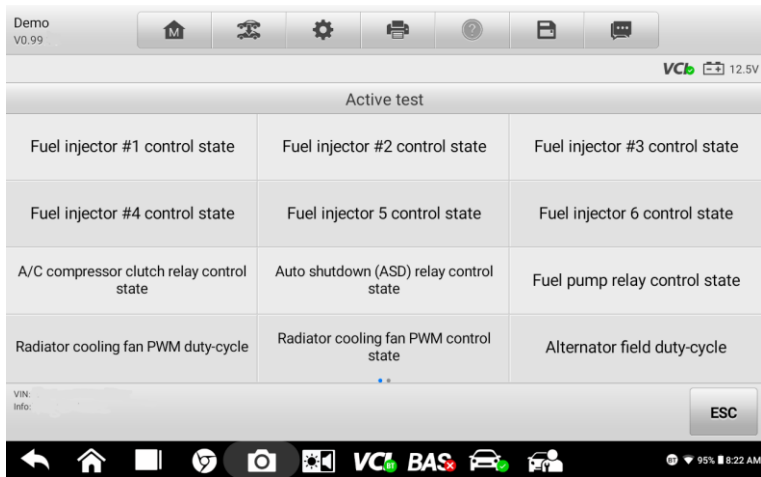 Demo
V0.99
M
?
VCI 12.5V
Active test
Fuel injector #1 control state
Fuel injector #2 control state
Fuel injector #3 control state
Fuel injector #4 control state
Fuel injector 5 control state
Fuel injector 6 control state
A/C compressor clutch relay control
state
Auto shutdown (ASD) relay control
state
Fuel pump relay control state
Radiator cooling fan PWM duty-cycle
Radiator cooling fan PWM control
state
Alternator field duty-cycle
VIN:
Info:
ESC
VCI BT BAS BT 95% 8:22 AM